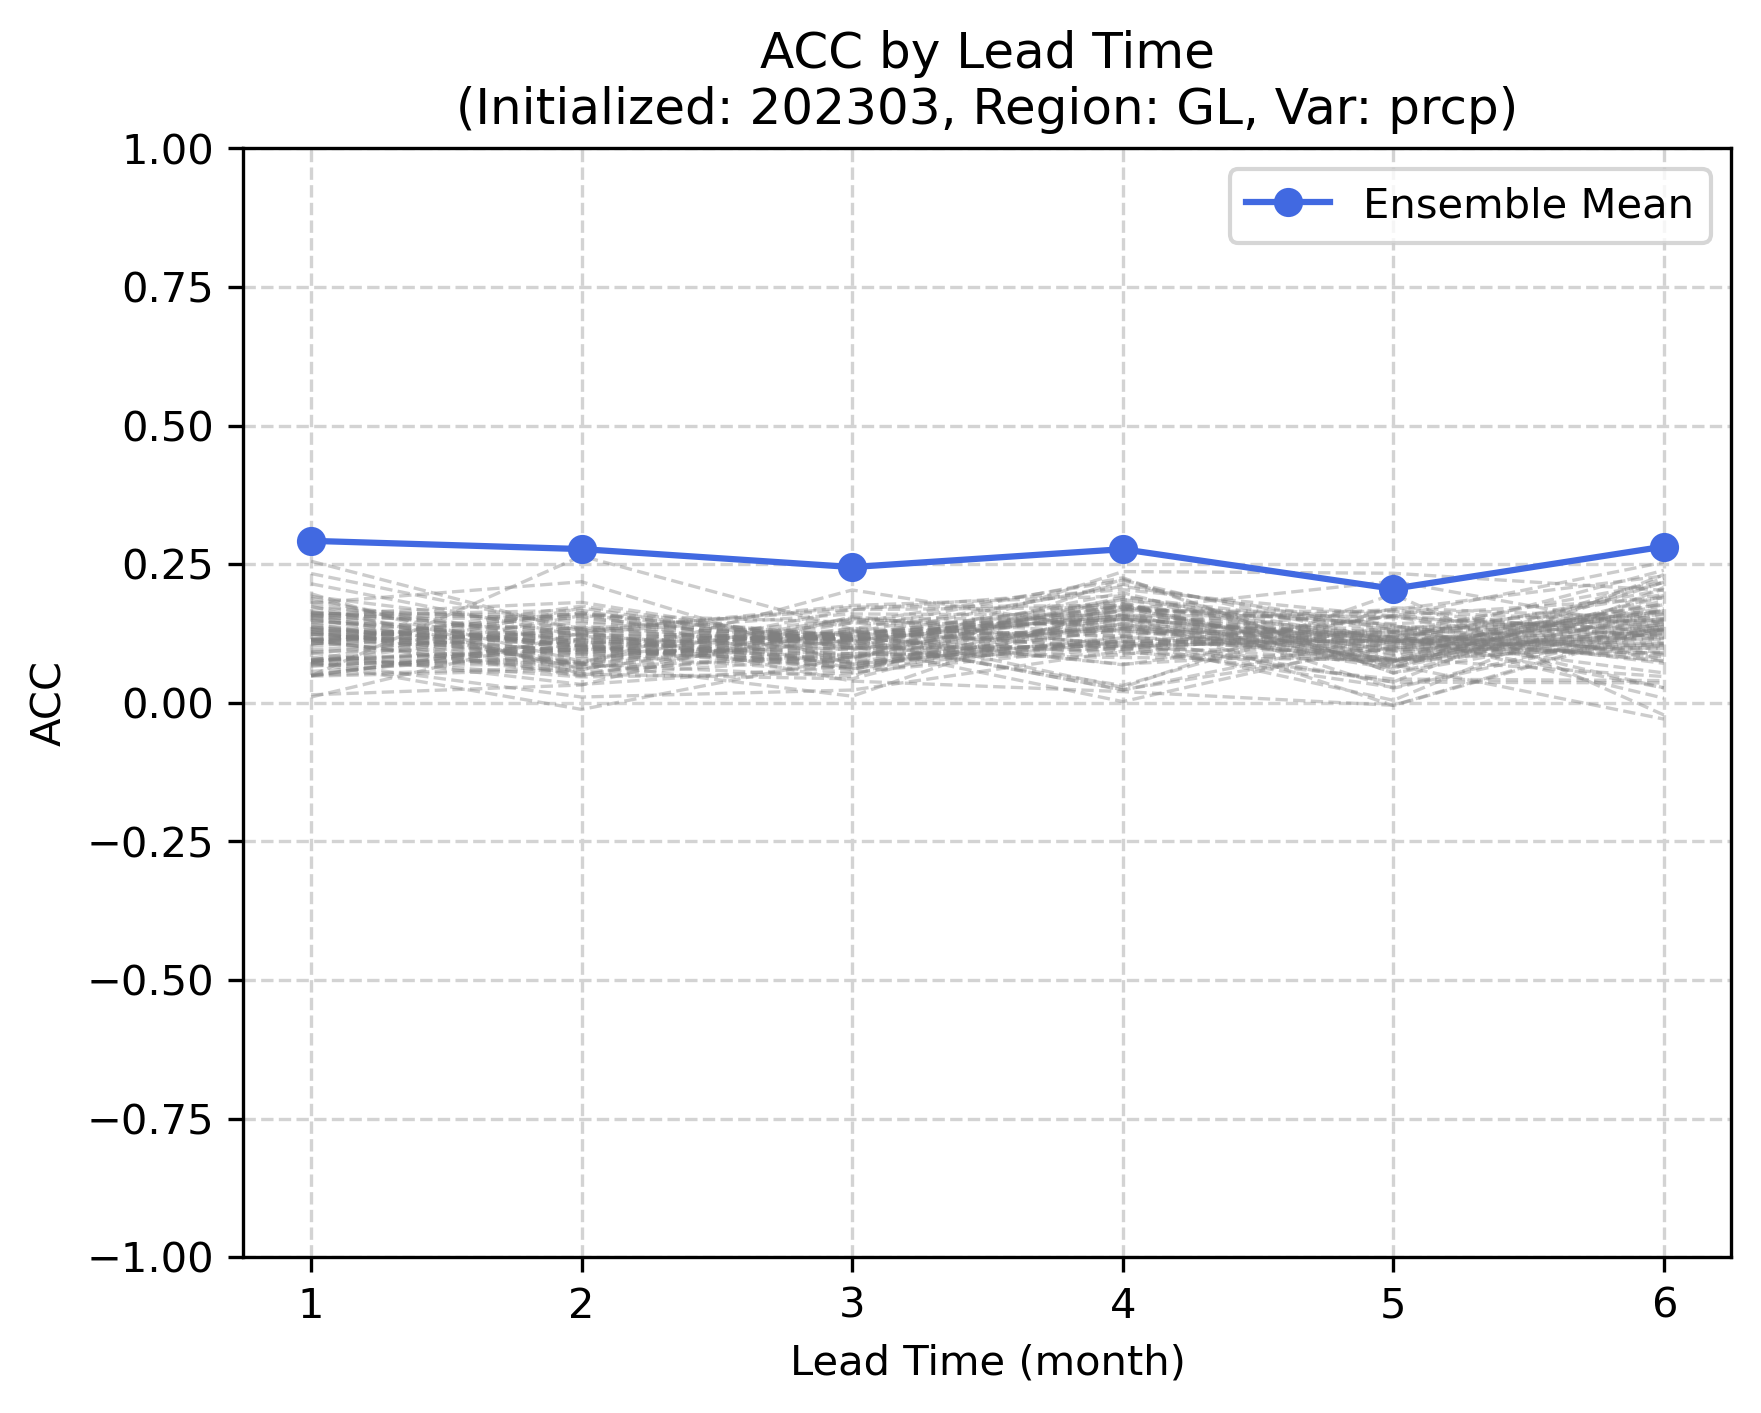 ACC by Lead Time
(Initialized: 202303, Region: GL, Var: prcp)
Ensemble Mean
1.00
0.75
0.50
0.25
0.00
−0.25
−0.50
−0.75
−1.00
ACC
1 2 3 4 5 6
Lead Time (month)